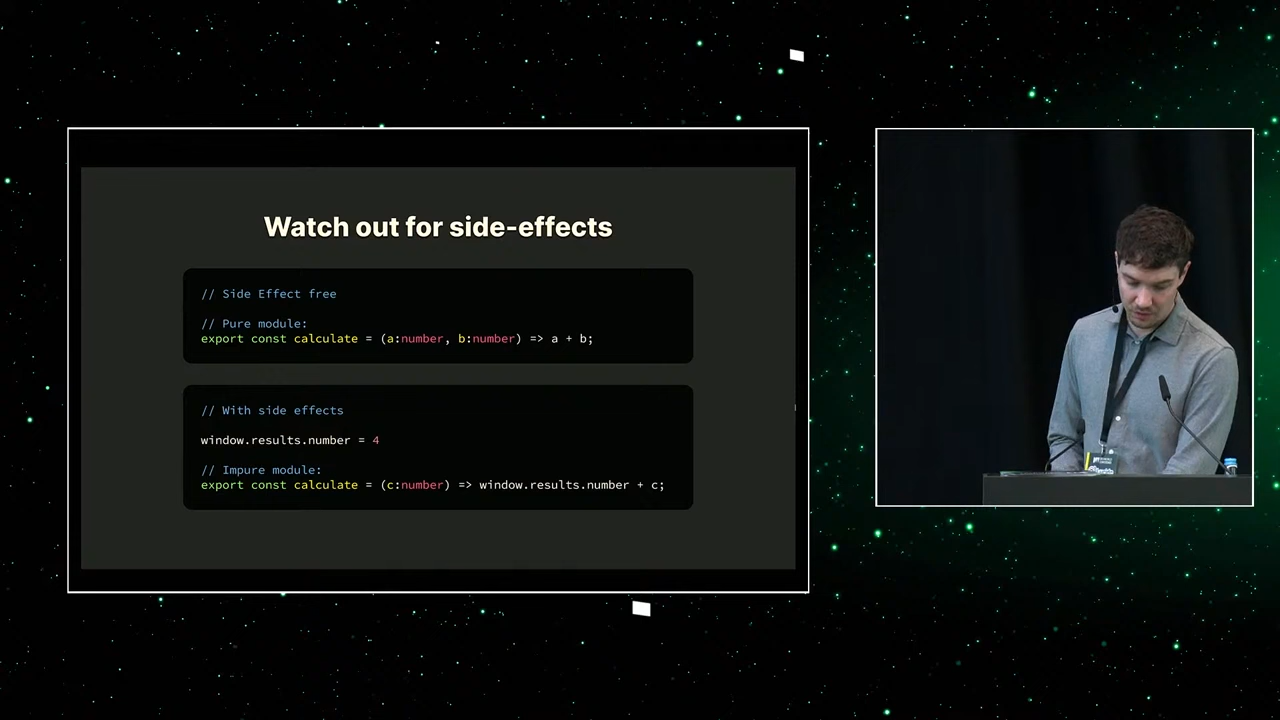 Watch out for side-effects
// Side Effect free
// Pure module:
export const calculate = (a:number, b:number) => a + b;
// With side effects
window.results.number = 4
// Impure module:
export const calculate = (c:number) => window.results.number + c;